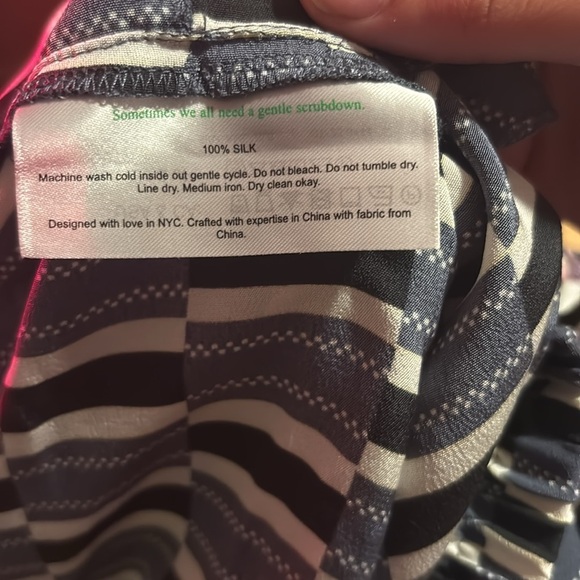 Sometimes we all need a gentle scrubdown.
100% SILK
Machine wash cold inside out gentle cycle. Do not bleach. Do not tumble dry.
Line dry. Medium iron. Dry clean okay.
Designed with love in NYC. Crafted with expertise in China with fabric from
China.